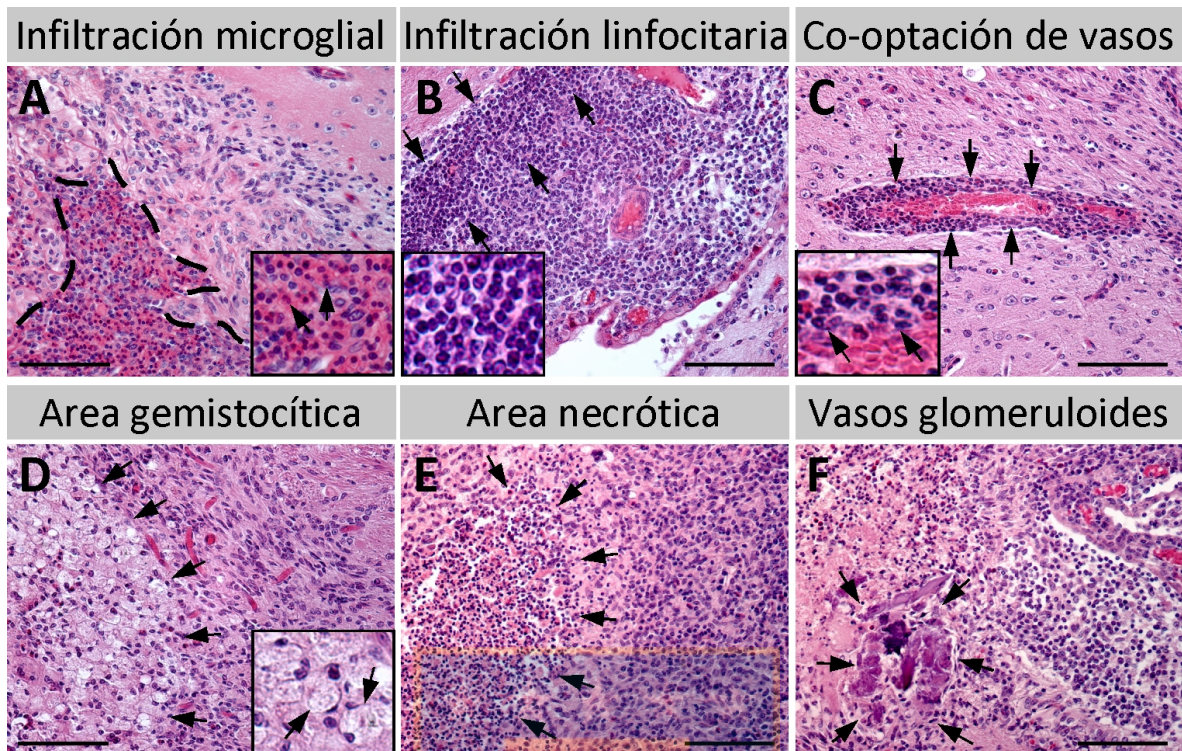 Infiltración microglial
Infiltración linfocitaria
Co-optación de vasos
A
B
C
Area gemistocítica
Area necrótica
Vasos glomeruloides
D
E
F